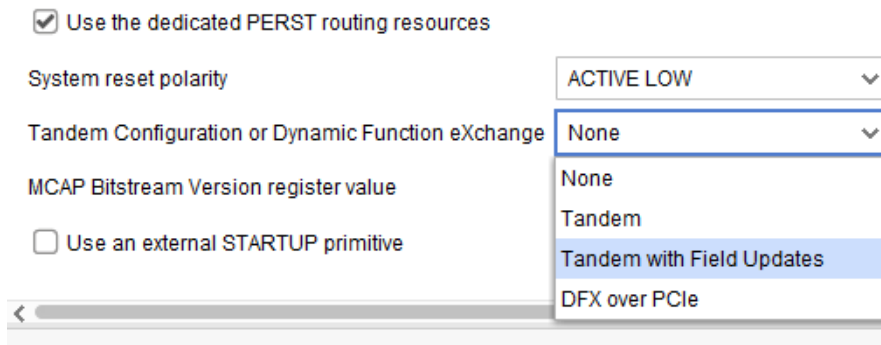 Use the dedicated PERST routing resources
System reset polarity ACTIVE LOW
Tandem Configuration or Dynamic Function eXchange None
MCAP Bitstream Version register value None
Tandem
Use an external STARTUP primitive
Tandem with Field Updates
DFX over PCIe